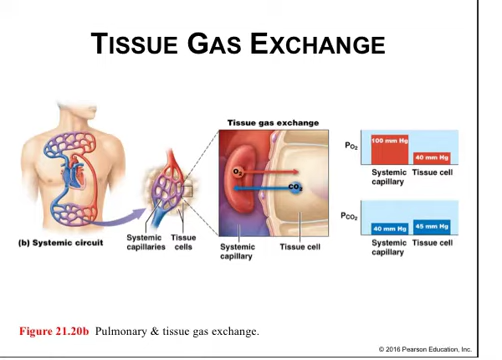 TISSUE GAS EXCHANGE
Tissue gas exchange
O2
CO2
(b) Systemic circuit
Systemic
capillaries
Tissue
cells
Systemic
capillary
Tissue cell
PO2
100 mm Hg
40 mm Hg
Systemic
capillary
Tissue cell
PCO2
40 mm Hg
45 mm Hg
Systemic
capillary
Tissue cell
Figure 21.20b Pulmonary & tissue gas exchange.
© 2016 Pearson Education, Inc.